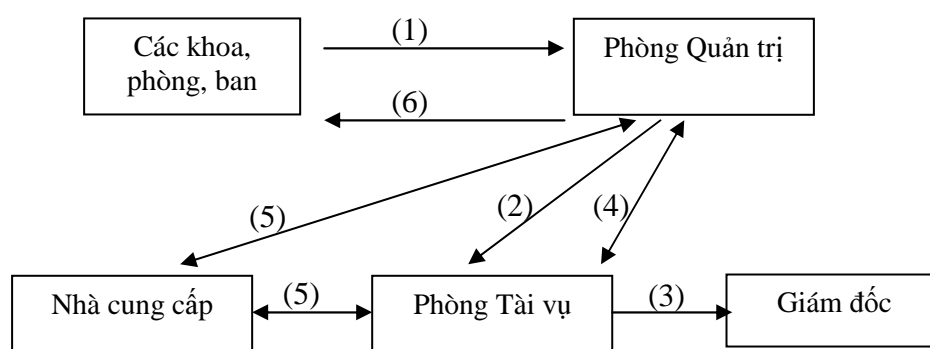 Các khoa,
phòng, ban
(1)
Phòng Quản trị
(6)
(5)
(2)
(4)
Nhà cung cấp
(5)
Phòng Tài vụ
(3)
Giám đốc